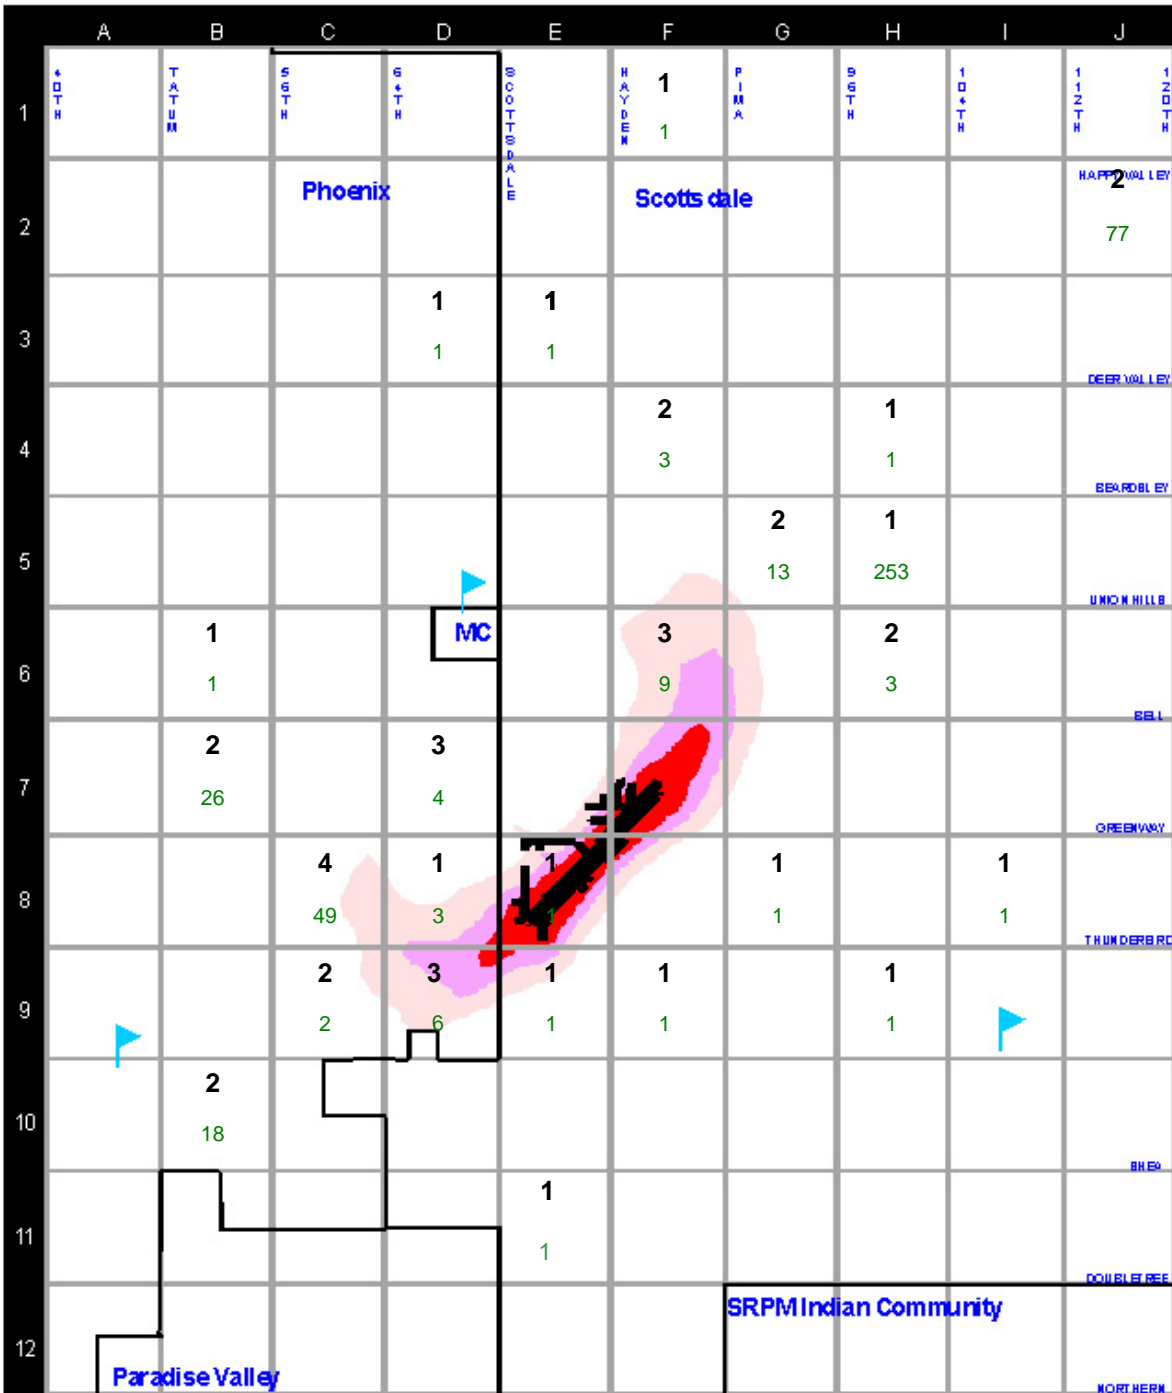 A B C D E F G H I J
40TH TATUM 56TH 64TH SCOTTSDALE HAYDEN PIMA 96TH 104TH 112TH 120TH
1
1
1
HAPPY VALLEY
Phoenix Scottsdale
2
2
77
1 1
3
1 1
DEER VALLEY
2 1
4
3 1
BEARDSLEY
2 1
5
13 253
UNION HILLS
MC
1 3 2
6
1 9 3
BELL
2 3
7
26 4
GREENWAY
4 1 1 1 1
8
49 3 1 1 1
THUNDERBIRD
2 3 1 1 1
9
2 6 1 1 1
2
10
18
SHEA
1
11
1
DOUBLETREE
SRPM Indian Community
12
Paradise Valley
NORTHERN